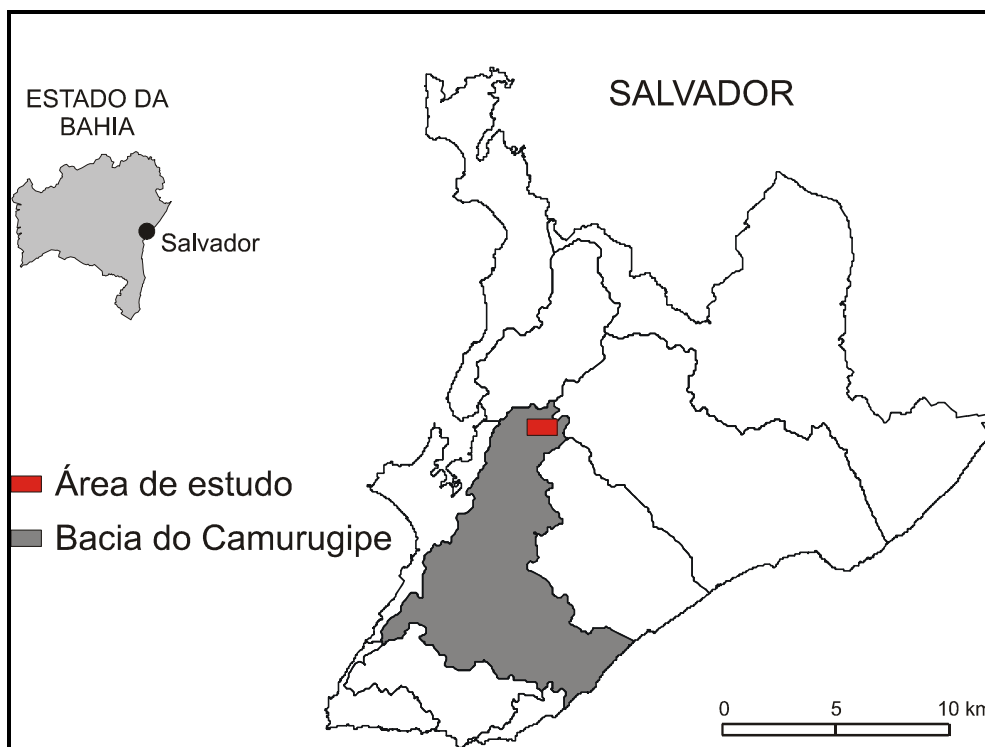 ESTADO DA
BAHIA
Salvador
SALVADOR
Área de estudo
Bacia do Camurugipe
0 5 10 km